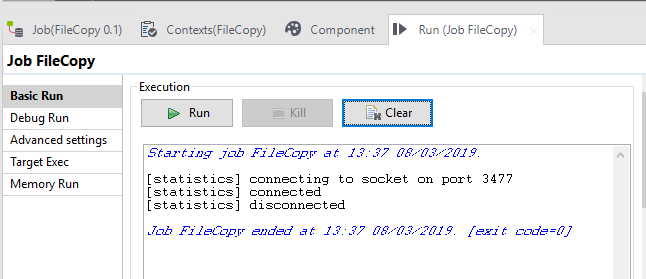 Job(FileCopy 0.1) Contexts(FileCopy) Component Run (Job FileCopy)
Job FileCopy
Basic Run
Debug Run
Advanced settings
Target Exec
Memory Run
Execution
Run Kill Clear
Starting job FileCopy at 13:37 08/03/2019.
[statistics] connecting to socket on port 3477
[statistics] connected
[statistics] disconnected
Job FileCopy ended at 13:37 08/03/2019. [exit code=0]